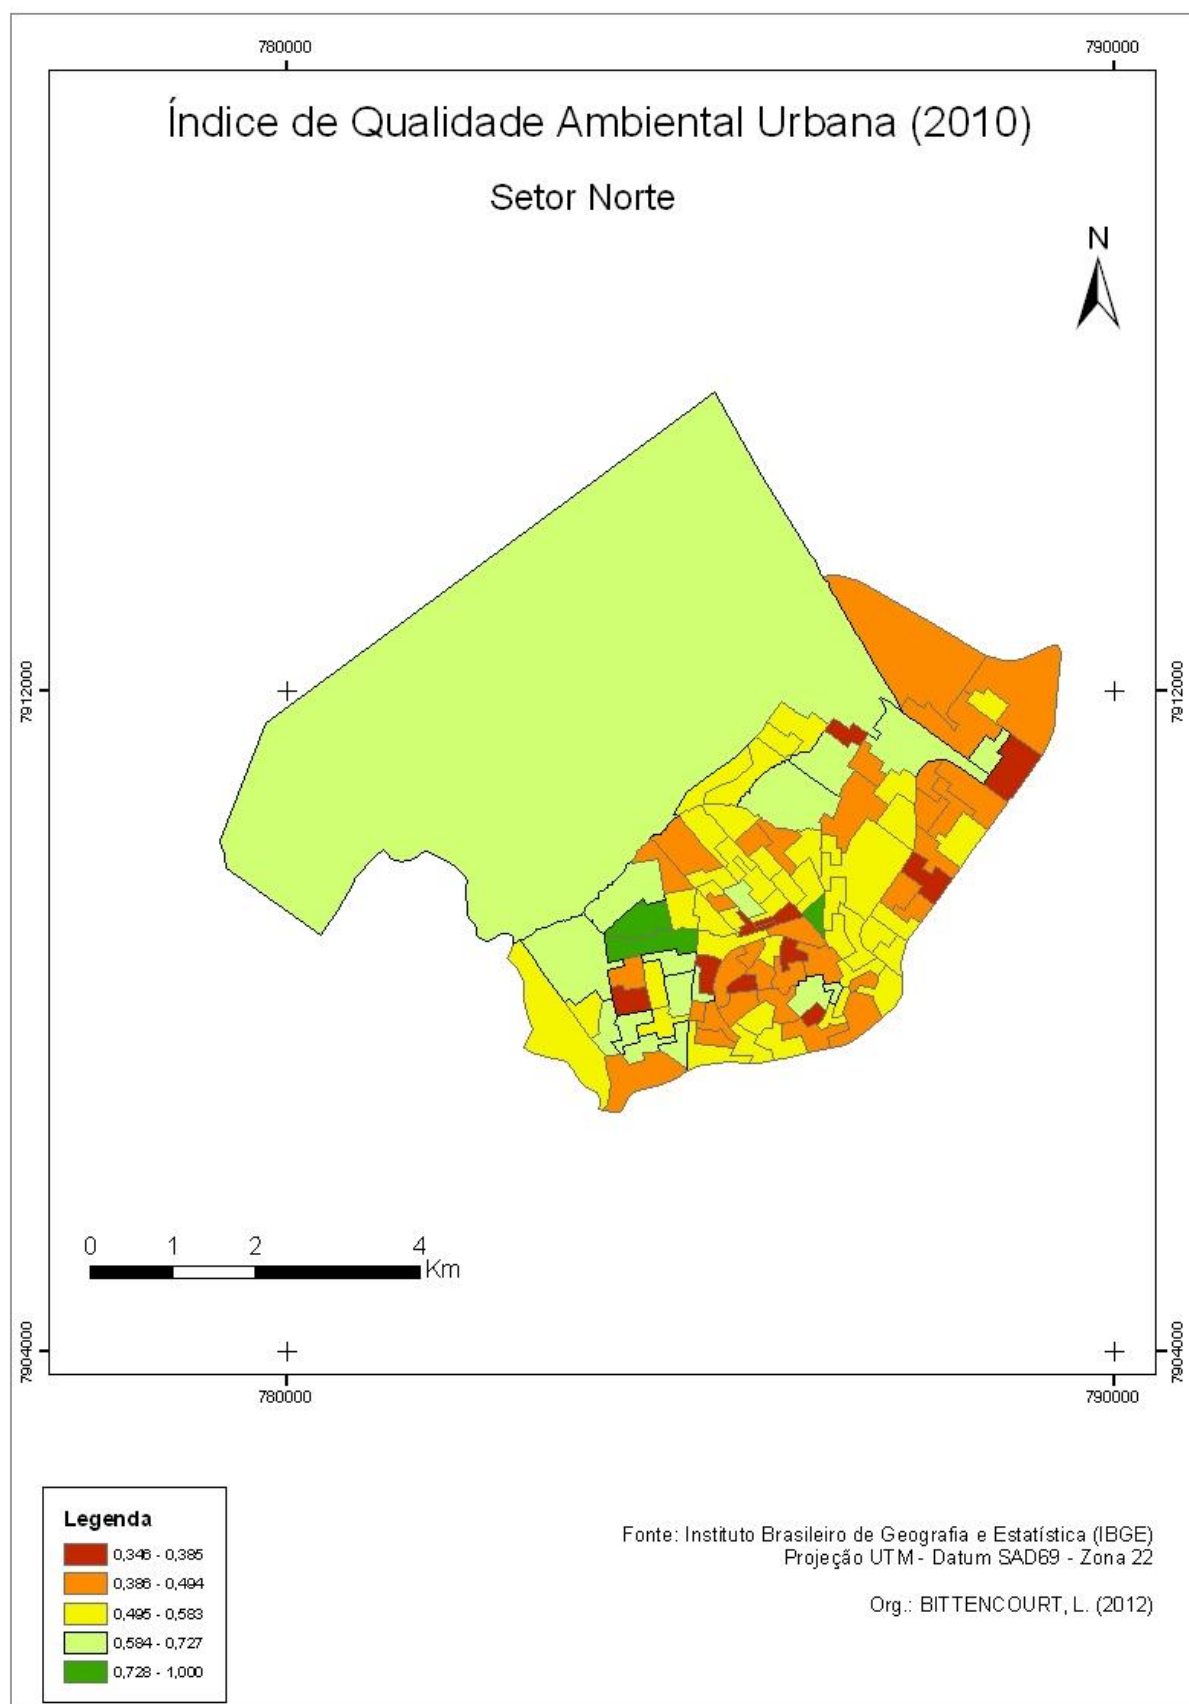 780000
790000
Índice de Qualidade Ambiental Urbana (2010)
Setor Norte
N
7912000
7912000
0 1 2 4
Km
7904000
7904000
780000
790000
Legenda
0,346 - 0,385
0,386 - 0,494
0,495 - 0,583
0,584 - 0,727
0,728 - 1,000
Fonte: Instituto Brasileiro de Geografia e Estatística (IBGE)
Projeção UTM - Datum SAD69 - Zona 22
Org.: BITTENCOURT, L. (2012)